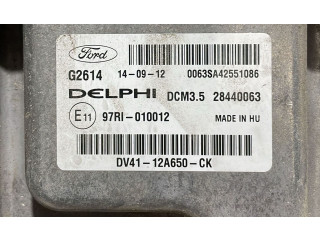 Ford
G2614 14-09-12 0063SA42551086
DELPHI DCM3.5 28440063
E11 97RI-010012 MADE IN HU
DV41-12A650-CK